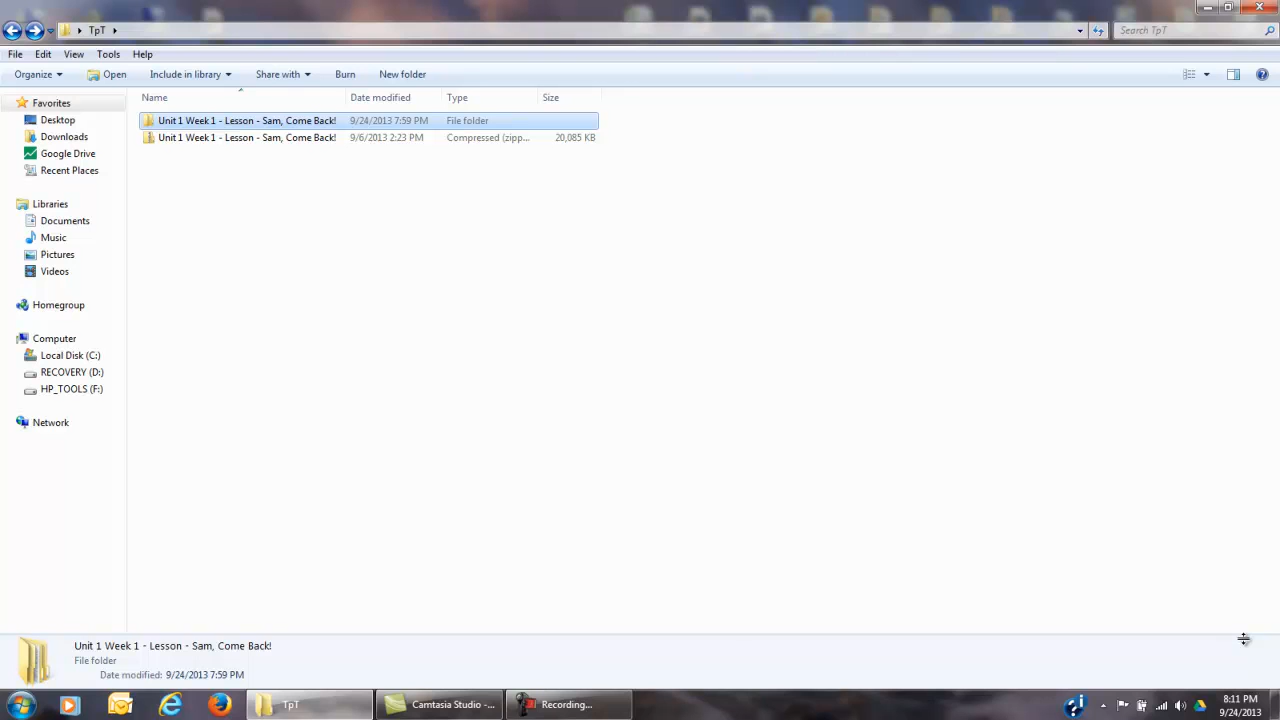 TpT
Search TpT
File Edit View Tools Help
Organize Open Include in library Share with Burn New folder
Favorites
Desktop
Downloads
Google Drive
Recent Places
Libraries
Documents
Music
Pictures
Videos
Homegroup
Computer
Local Disk (C:)
RECOVERY (D:)
HP_TOOLS (F:)
Network
Name Date modified Type Size
Unit 1 Week 1 - Lesson - Sam, Come Back! 9/24/2013 7:59 PM File folder
Unit 1 Week 1 - Lesson - Sam, Come Back! 9/6/2013 2:23 PM Compressed (zipp... 20,085 KB
Unit 1 Week 1 - Lesson - Sam, Come Back!
File folder
Date modified: 9/24/2013 7:59 PM
TpT
Camtasia Studio -...
Recording...
8:11 PM
9/24/2013